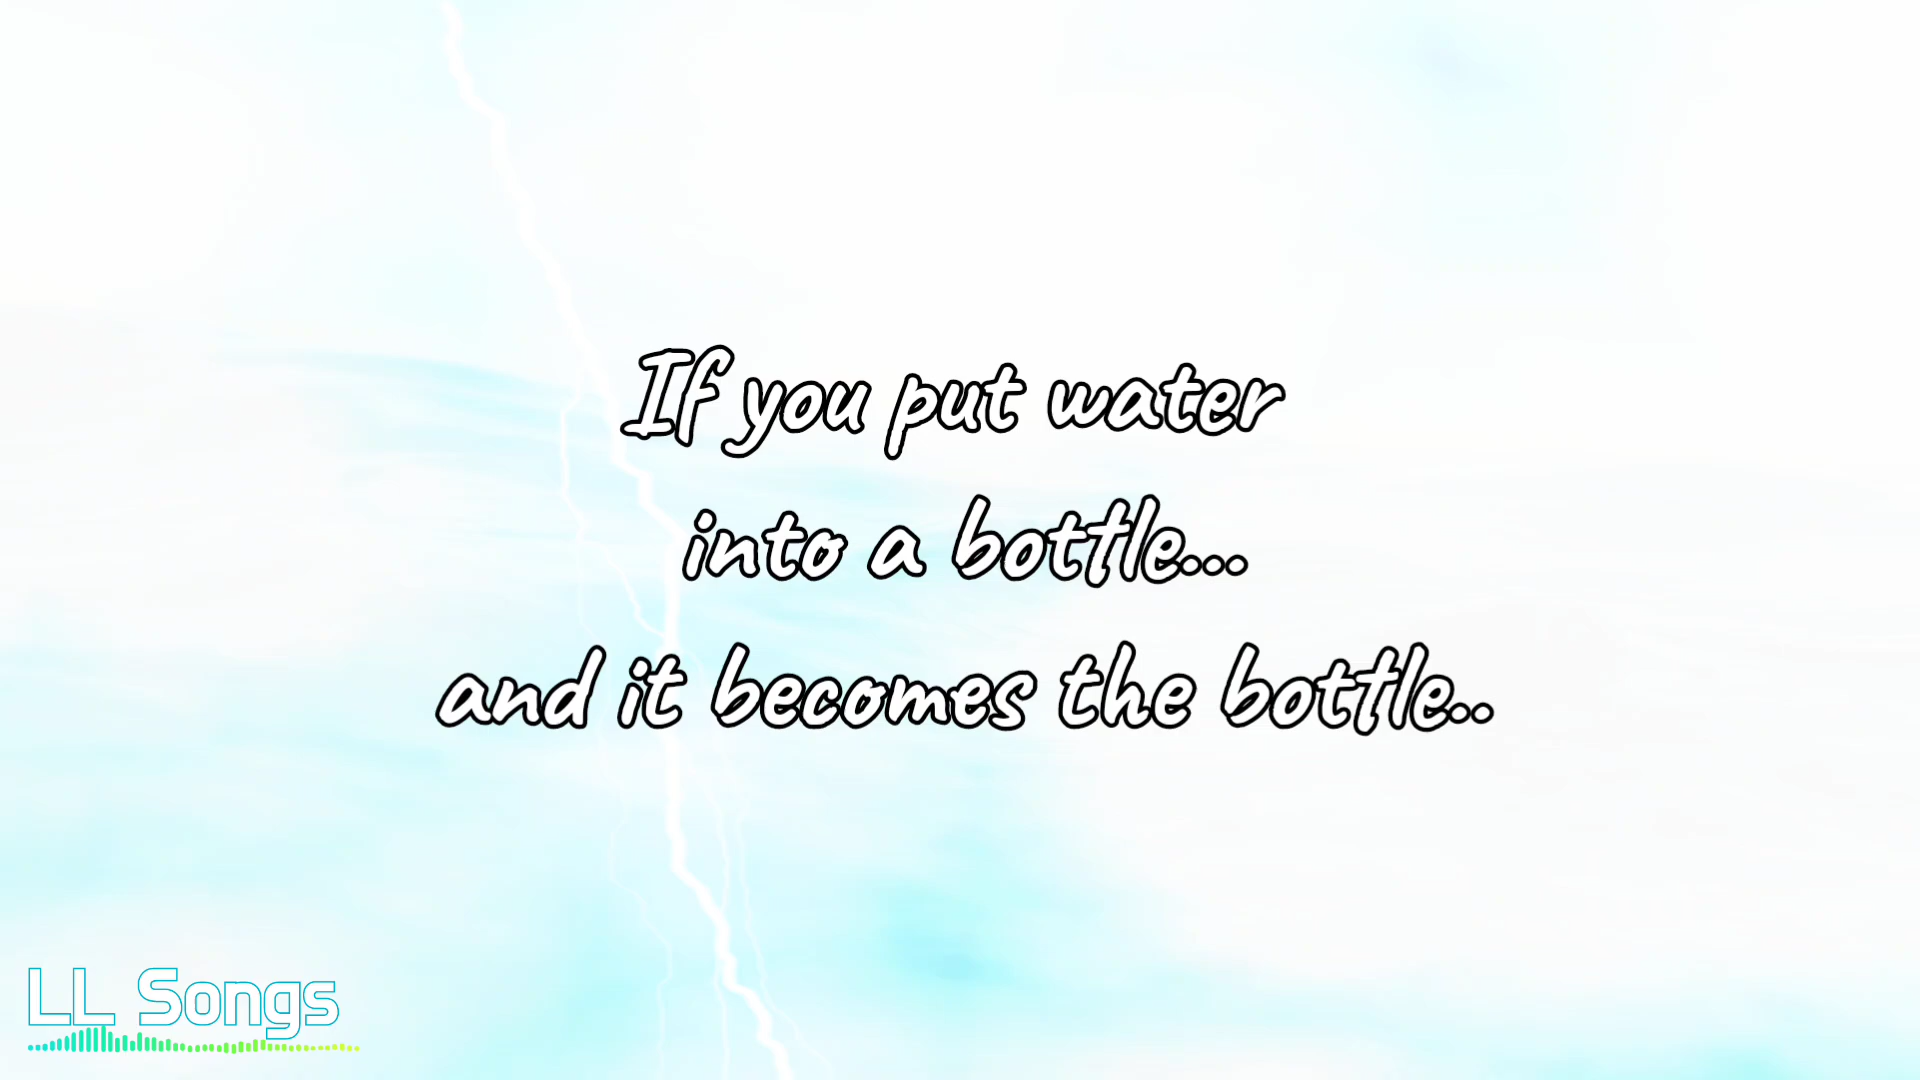 If you put water
into a bottle...
and it becomes the bottle..
LL Songs